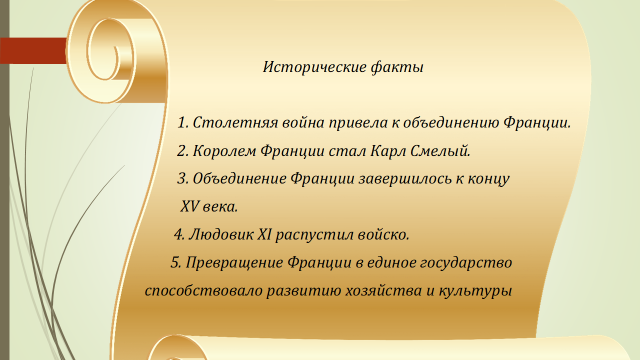 Исторические факты
1. Столетняя война привела к объединению Франции.
2. Королем Франции стал Карл Смелый.
3. Объединение Франции завершилось к концу
XV века.
4. Людовик XI распустил войско.
5. Превращение Франции в единое государство
способствовало развитию хозяйства и культуры